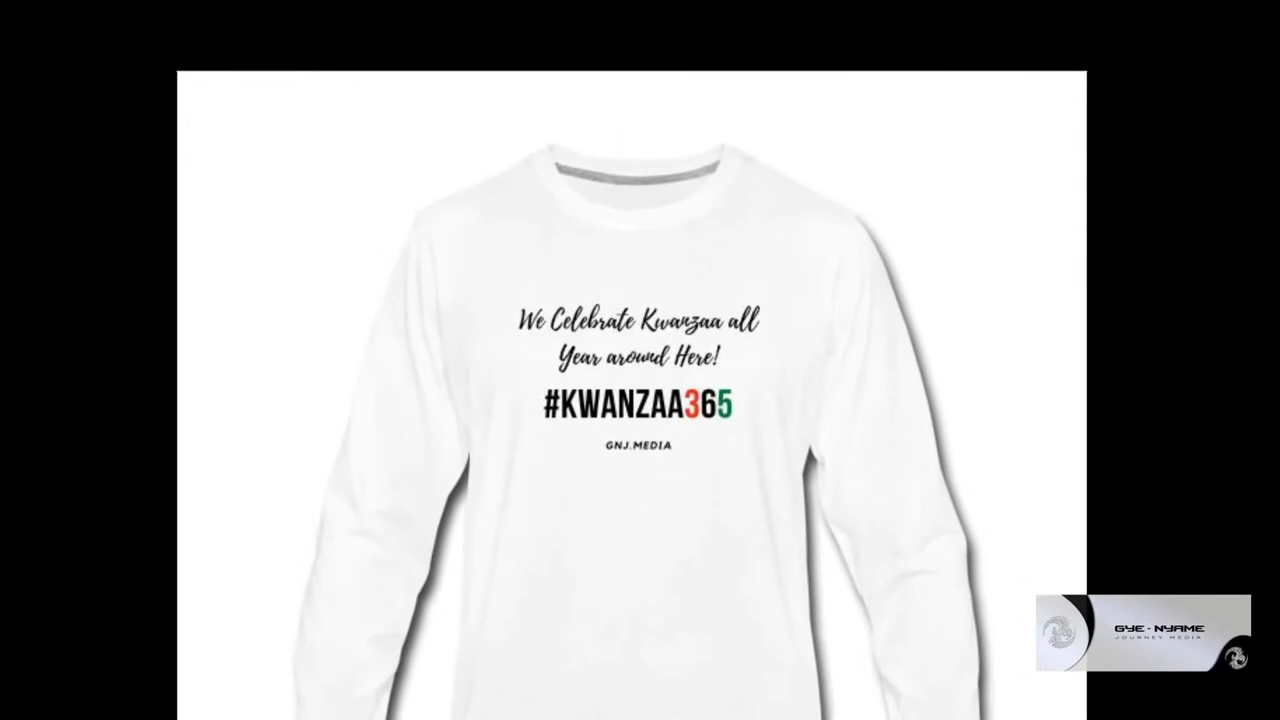 We Celebrate Kwanzaa all
Year around Here!
#KWANZAA365
GNJ.MEDIA
GYE - NYAME
JOURNEY MEDIA